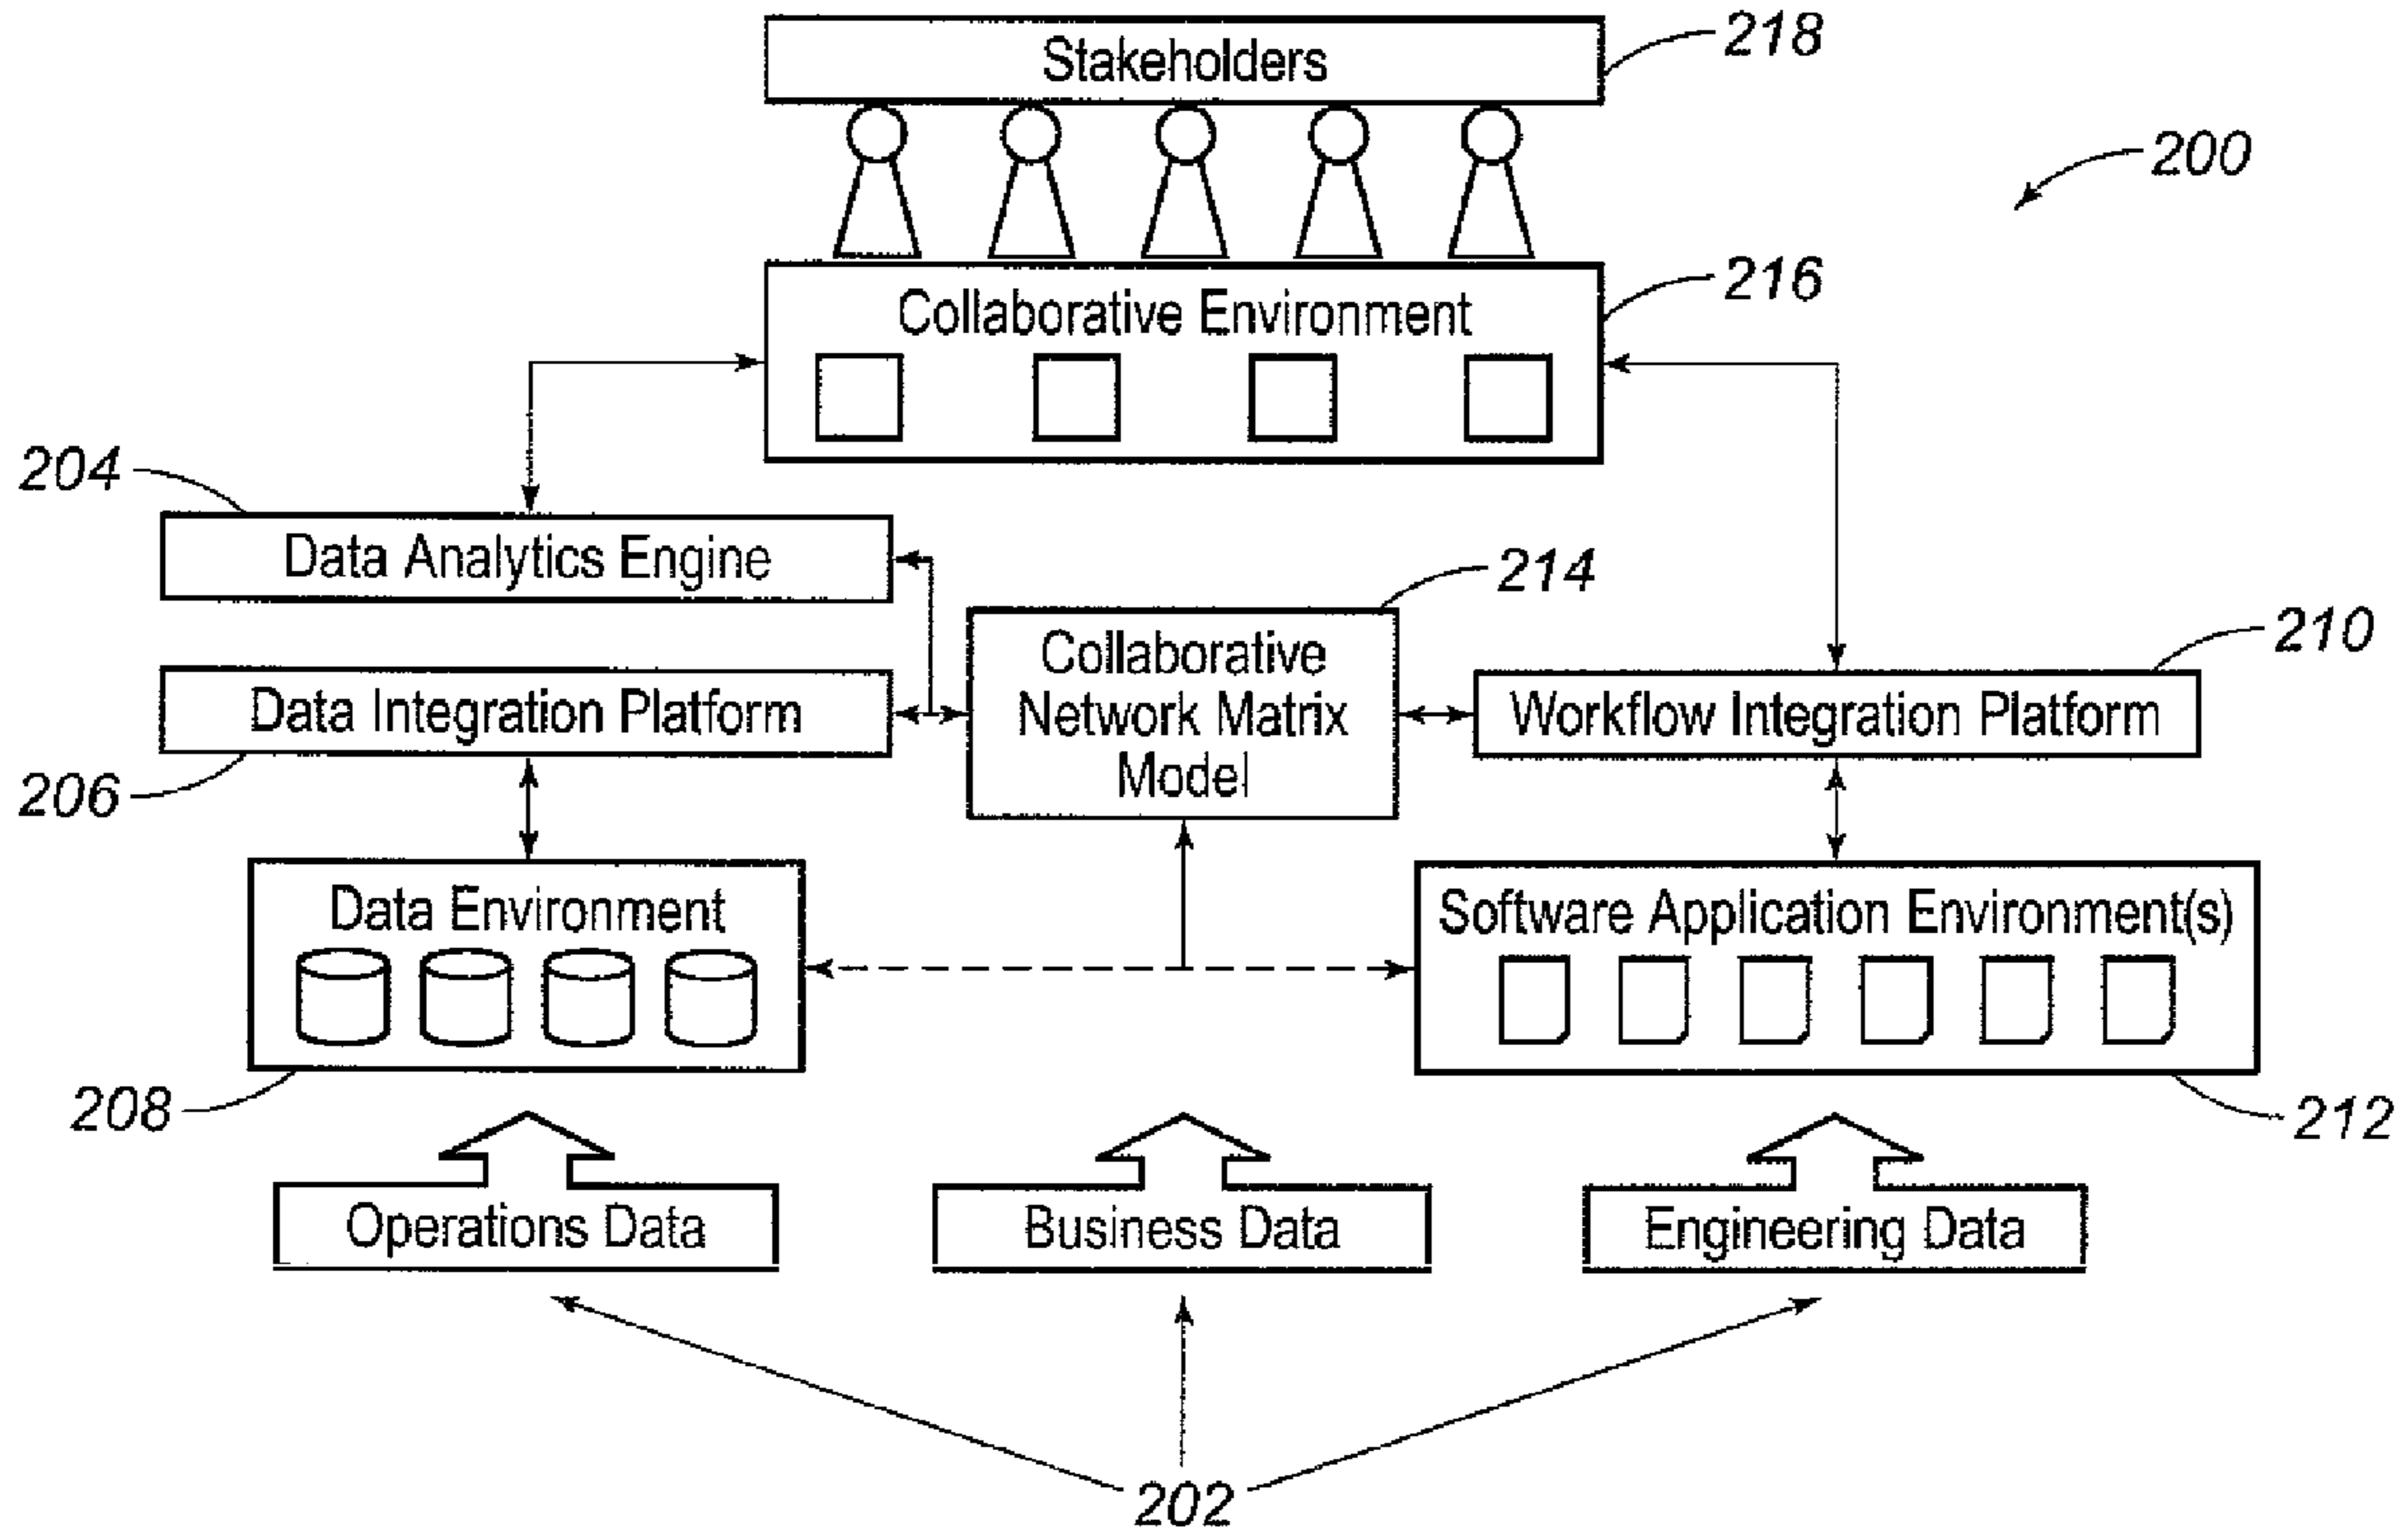 Stakeholders
218
200
Collaborative Environment
216
204
Data Analytics Engine
214
Collaborative
Network Matrix
Model
210
Data Integration Platform
Workflow Integration Platform
206
Data Environment
Software Application Environment(s)
208
212
Operations Data
Business Data
Engineering Data
202